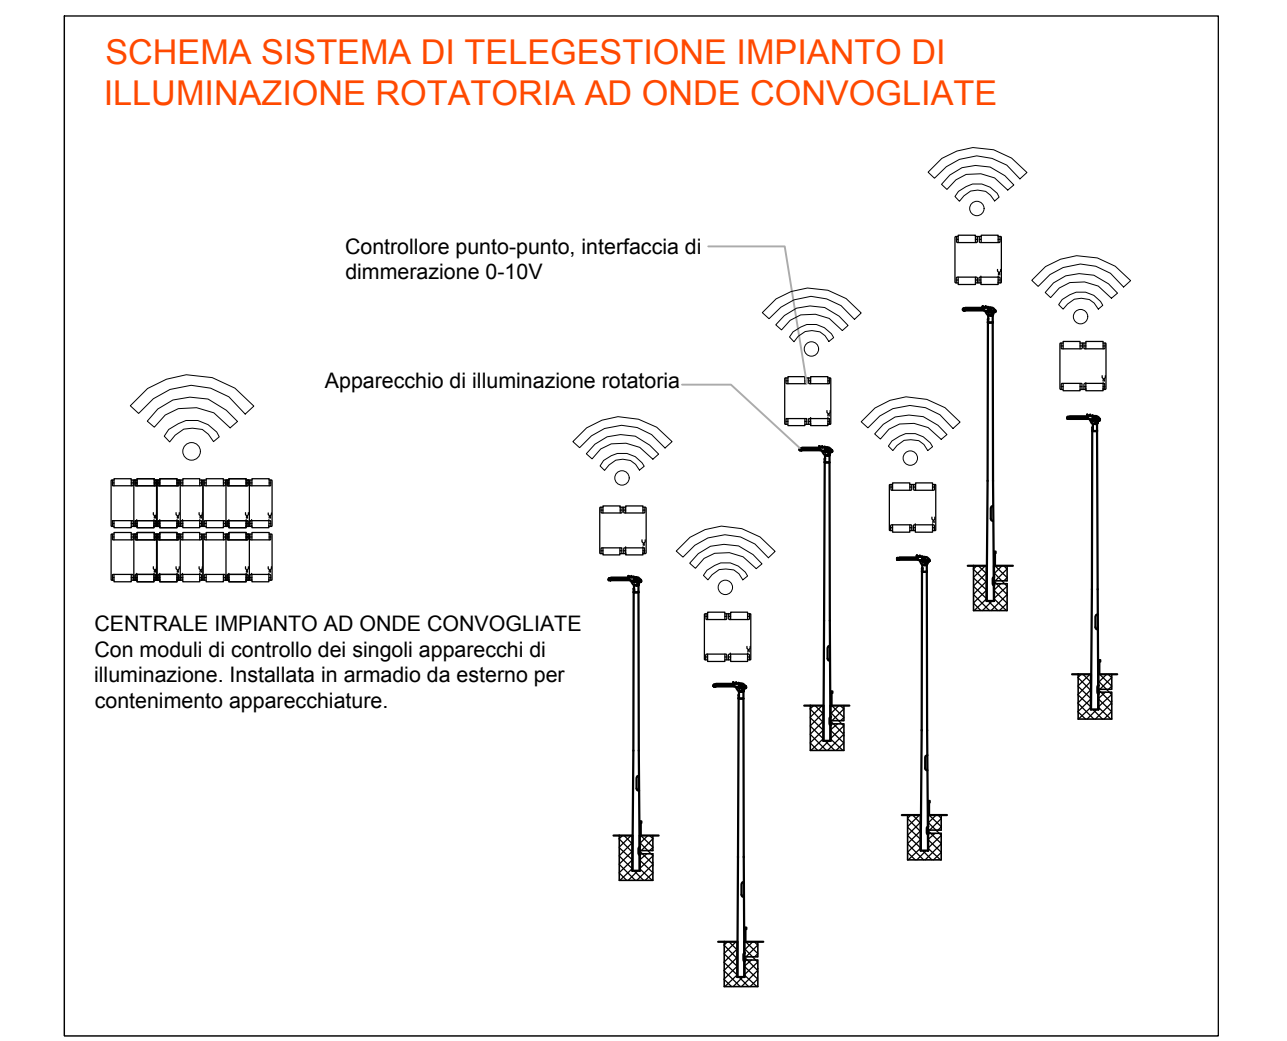 SCHEMA SISTEMA DI TELEGESTIONE IMPIANTO DI
ILLUMINAZIONE ROTATORIA AD ONDE CONVOGLIATE
Controllore punto-punto, interfaccia di
dimmerazione 0-10V
Apparecchio di illuminazione rotatoria
CENTRALE IMPIANTO AD ONDE CONVOGLIATE
Con moduli di controllo dei singoli apparecchi di
illuminazione. Installata in armadio da esterno per
contenimento apparecchiature.